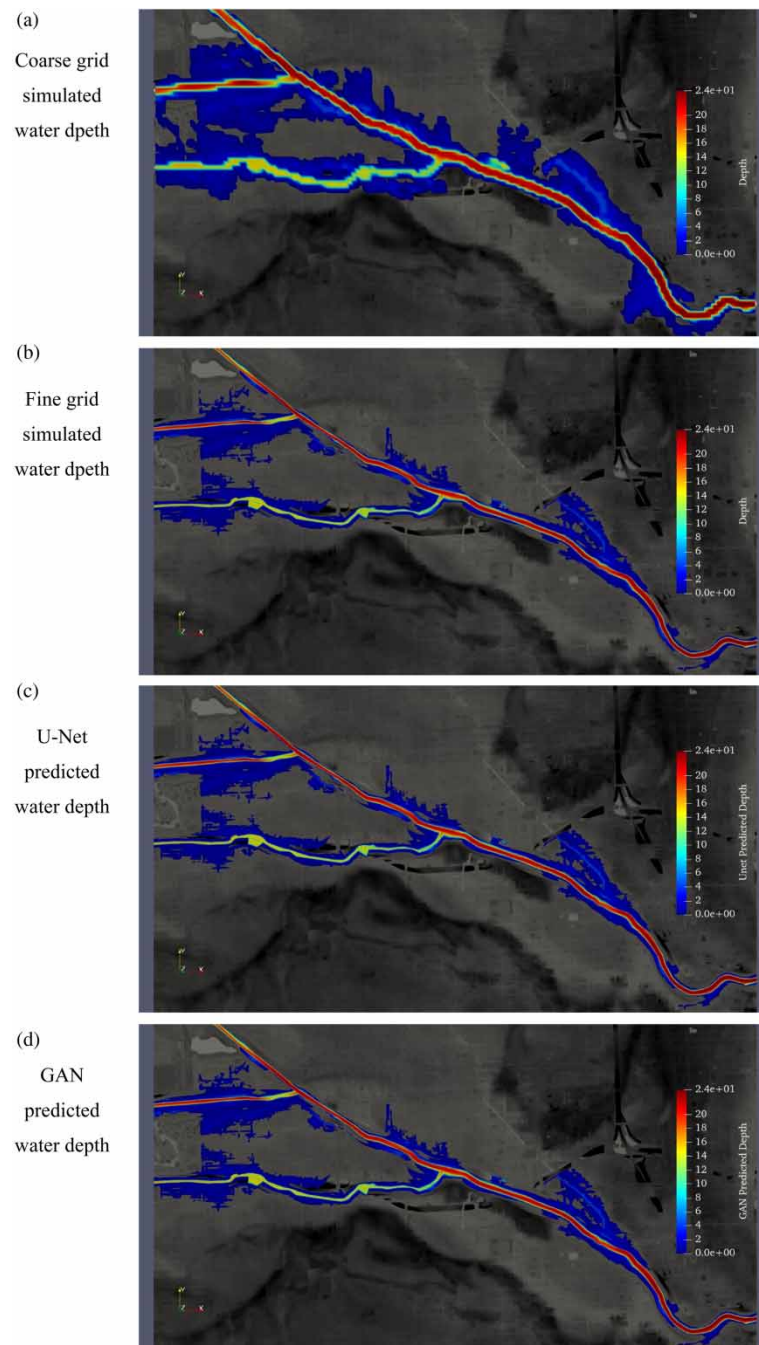 (a)
Coarse grid
simulated
water dpeth
2.4e+01
20
18
16
14
12
10
8
6
4
2
0.0e+00
Depth
Y
Z
X
(b)
Fine grid
simulated
water dpeth
2.4e+01
20
18
16
14
12
10
8
6
4
2
0.0e+00
Depth
Y
Z
X
(c)
U-Net
predicted
water depth
2.4e+01
20
18
16
14
12
10
8
6
4
2
0.0e+00
Unet Predicted Depth
Y
Z
X
(d)
GAN
predicted
water depth
2.4e+01
20
18
16
14
12
10
8
6
4
2
0.0e+00
GAN Predicted Depth
Y
Z
X